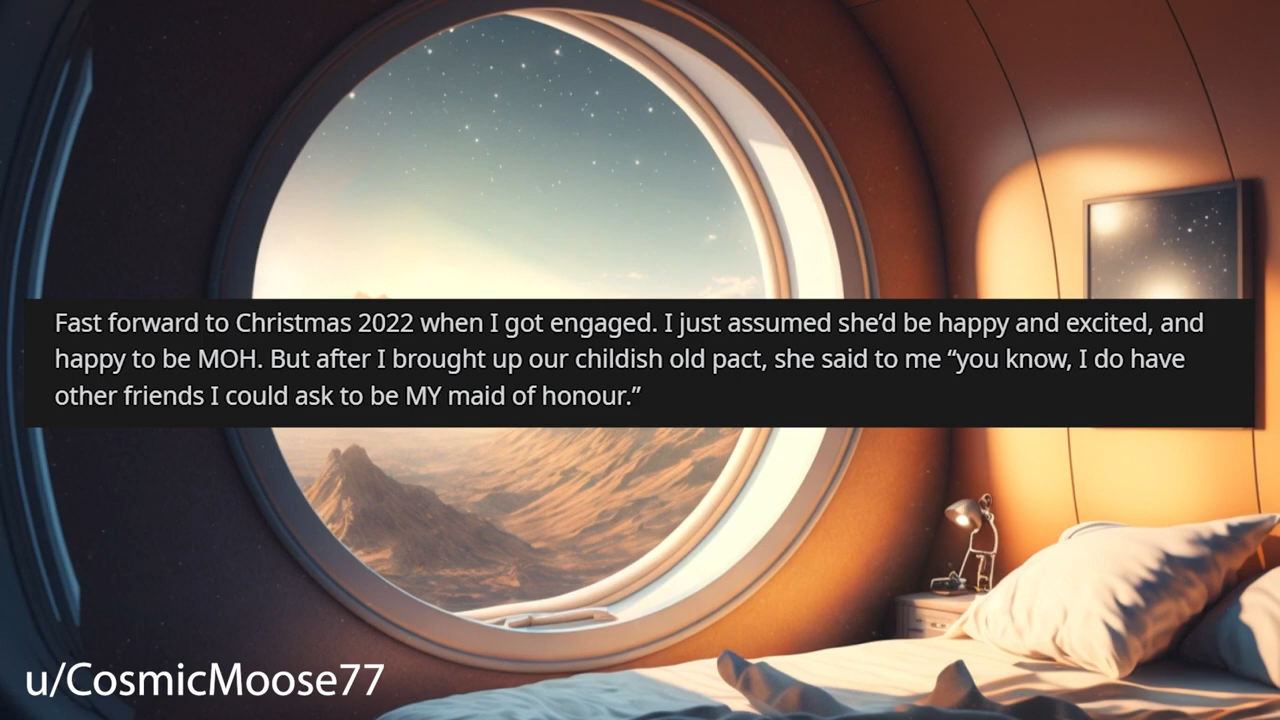 Fast forward to Christmas 2022 when I got engaged. I just assumed she’d be happy and excited, and
happy to be MOH. But after I brought up our childish old pact, she said to me “you know, I do have
other friends I could ask to be MY maid of honour.”
u/CosmicMoose77